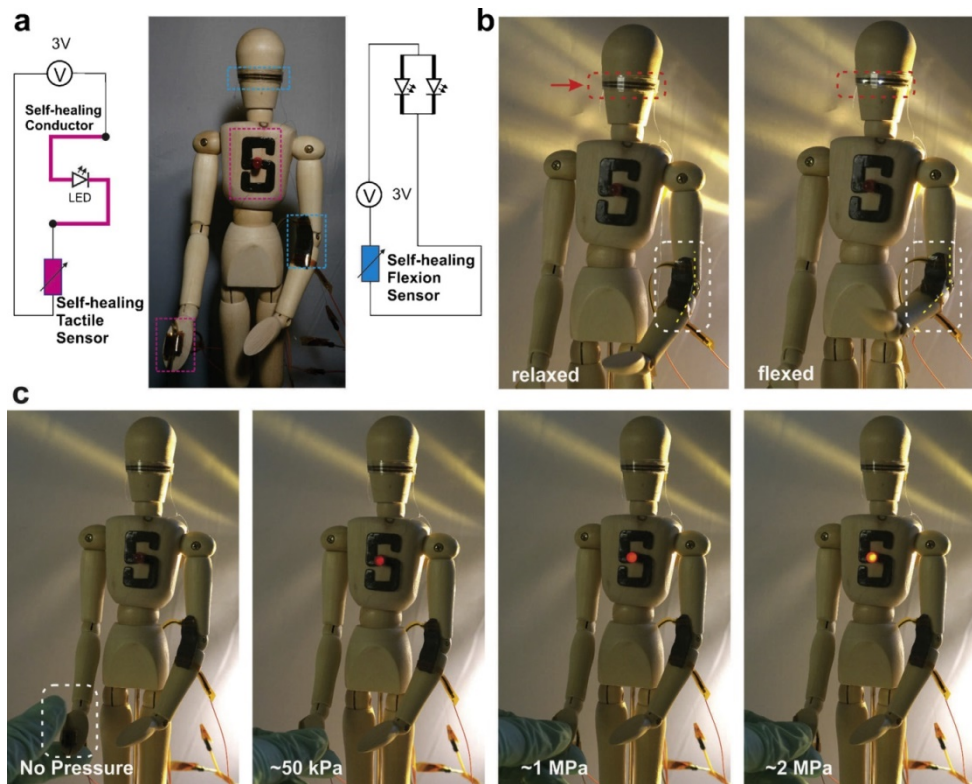 a
3V
V
Self-healing
Conductor
LED
Self-healing
Tactile
Sensor
S
V
3V
Self-healing
Flexion
Sensor
b
S
relaxed
S
flexed
c
S
No Pressure
S
~50 kPa
S
~1 MPa
S
~2 MPa